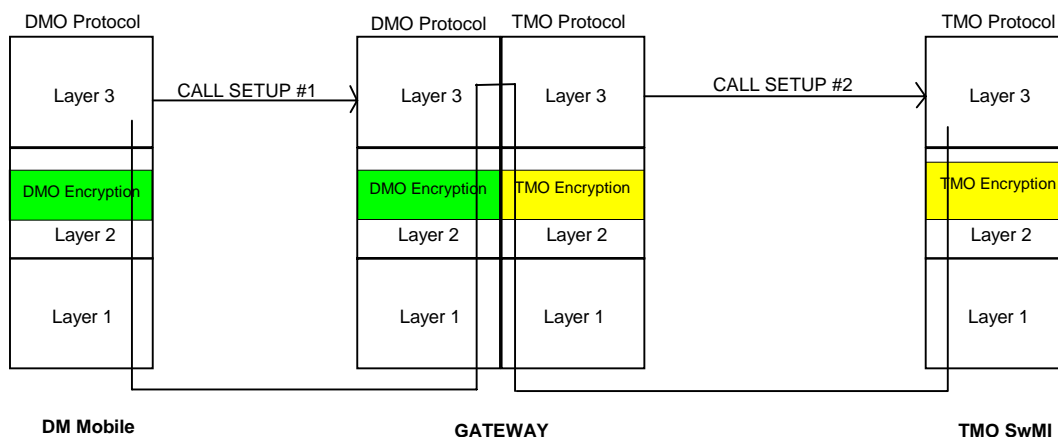 DMO Protocol
DMO Protocol
TMO Protocol
TMO Protocol
Layer 3
CALL SETUP #1
Layer 3
Layer 3
CALL SETUP #2
Layer 3
DMO Encryption
DMO Encryption
TMO Encryption
TMO Encryption
Layer 2
Layer 2
Layer 2
Layer 2
Layer 1
Layer 1
Layer 1
Layer 1
DM Mobile
GATEWAY
TMO SwMI